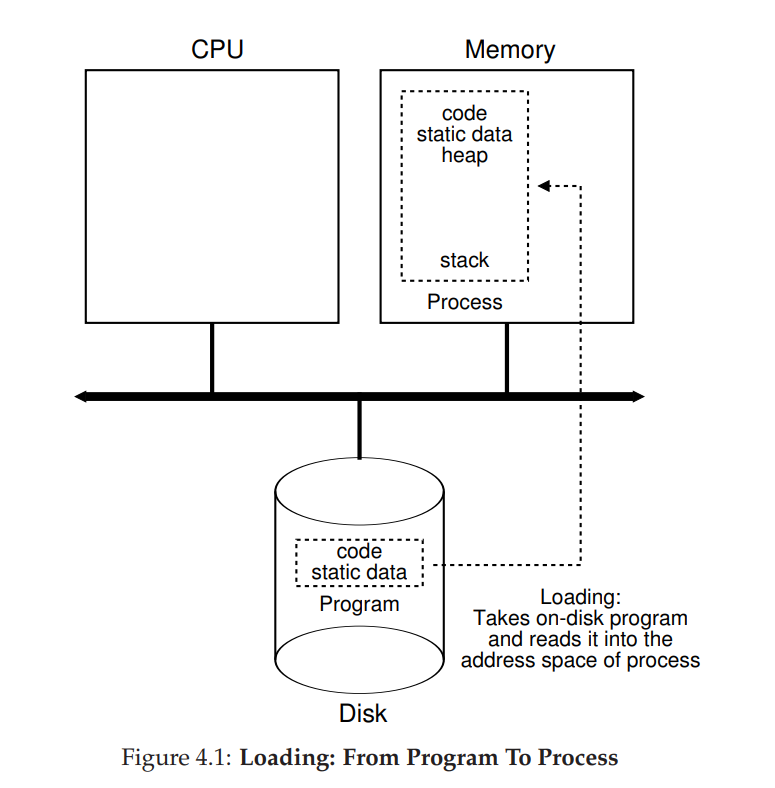 CPU
Memory
code
static data
heap
stack
Process
code
static data
Program
Loading:
Takes on-disk program
and reads it into the
address space of process
Disk
Figure 4.1: Loading: From Program To Process